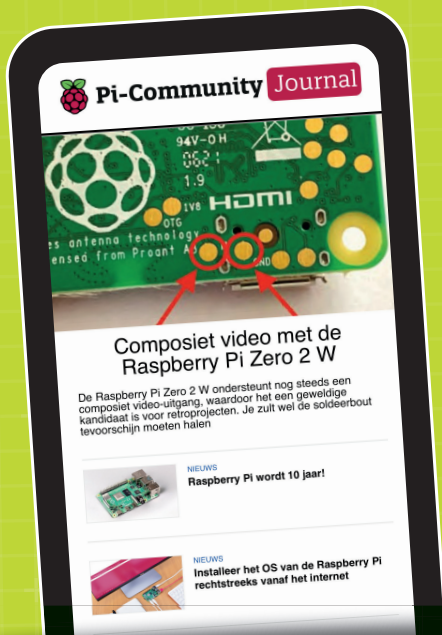 Pi-Community Journal
94V-0H
0621
1.9
1V8
HDMI
OTG
es antenna technology
ensed from Proant A
GND
Composiet video met de
Raspberry Pi Zero 2 W
De Raspberry Pi Zero 2 W ondersteunt nog steeds een
composiet video-uitgang, waardoor het een geweldige
kandidaat is voor retroprojecten. Je zult wel de soldeerbout
tevoorschijn moeten halen
NIEUWS
Raspberry Pi wordt 10 jaar!
NIEUWS
Installeer het OS van de Raspberry Pi
rechtstreeks vanaf het internet